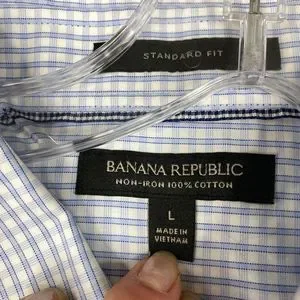 STANDARD FIT
BANANA REPUBLIC
NON-IRON 100% COTTON
L
MADE IN
VIETNAM